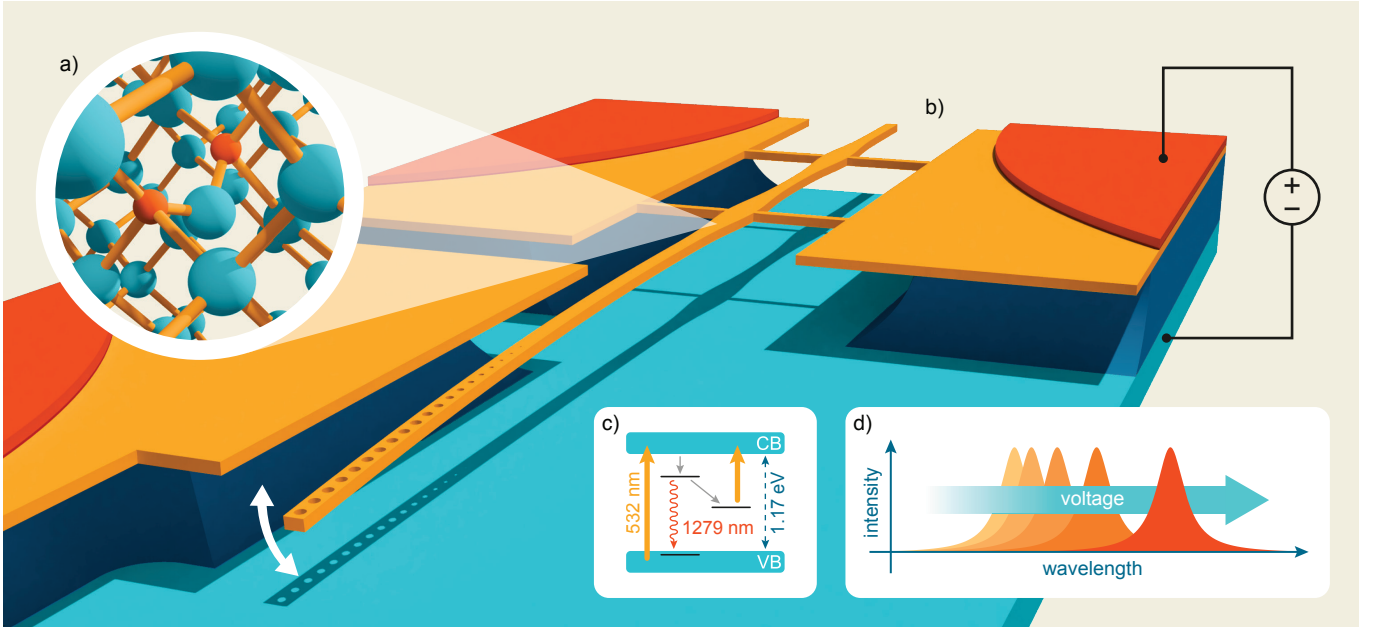 a)
b)
+
−
c)
CB
532 nm
1279 nm
1.17 eV
VB
d)
intensity
voltage
wavelength